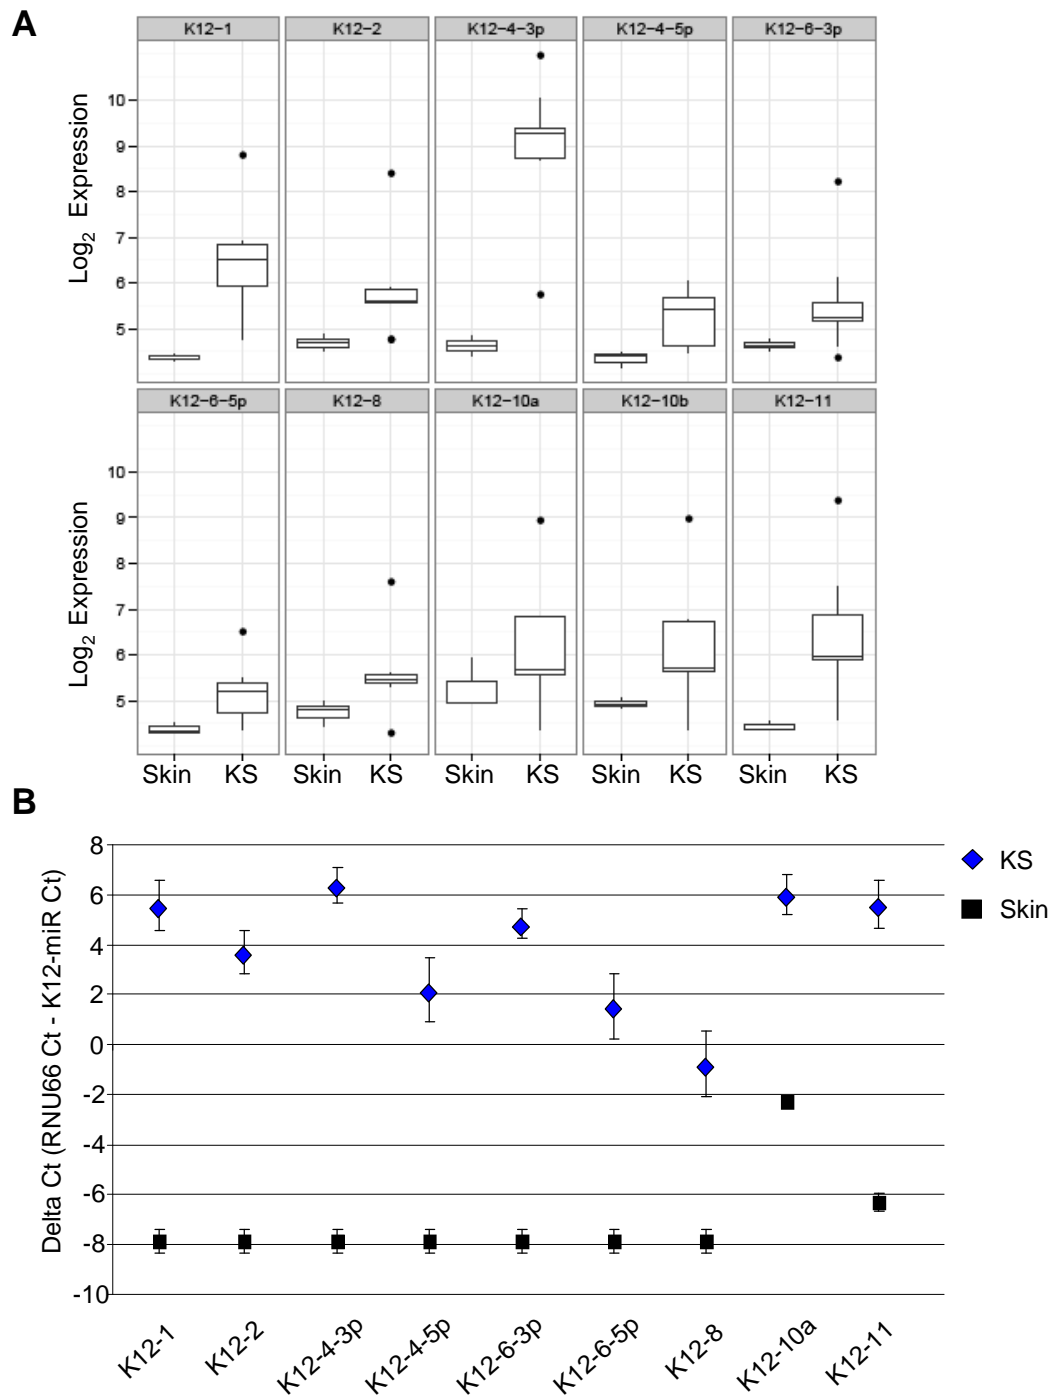 A
K12−1 K12−2 K12−4−3p K12−4−5p K12−6−3p
Log2 Expression
10
9
8
7
6
5
K12−6−5p K12−8 K12−10a K12−10b K12−11
Log2 Expression
10
9
8
7
6
5
Skin KS Skin KS Skin KS Skin KS Skin KS
B
Delta Ct (RNU66 Ct - K12-miR Ct)
8
6
4
2
0
-2
-4
-6
-8
-10
K12-1 K12-2 K12-4-3p K12-4-5p K12-6-3p K12-6-5p K12-8 K12-10a K12-11
KS
Skin